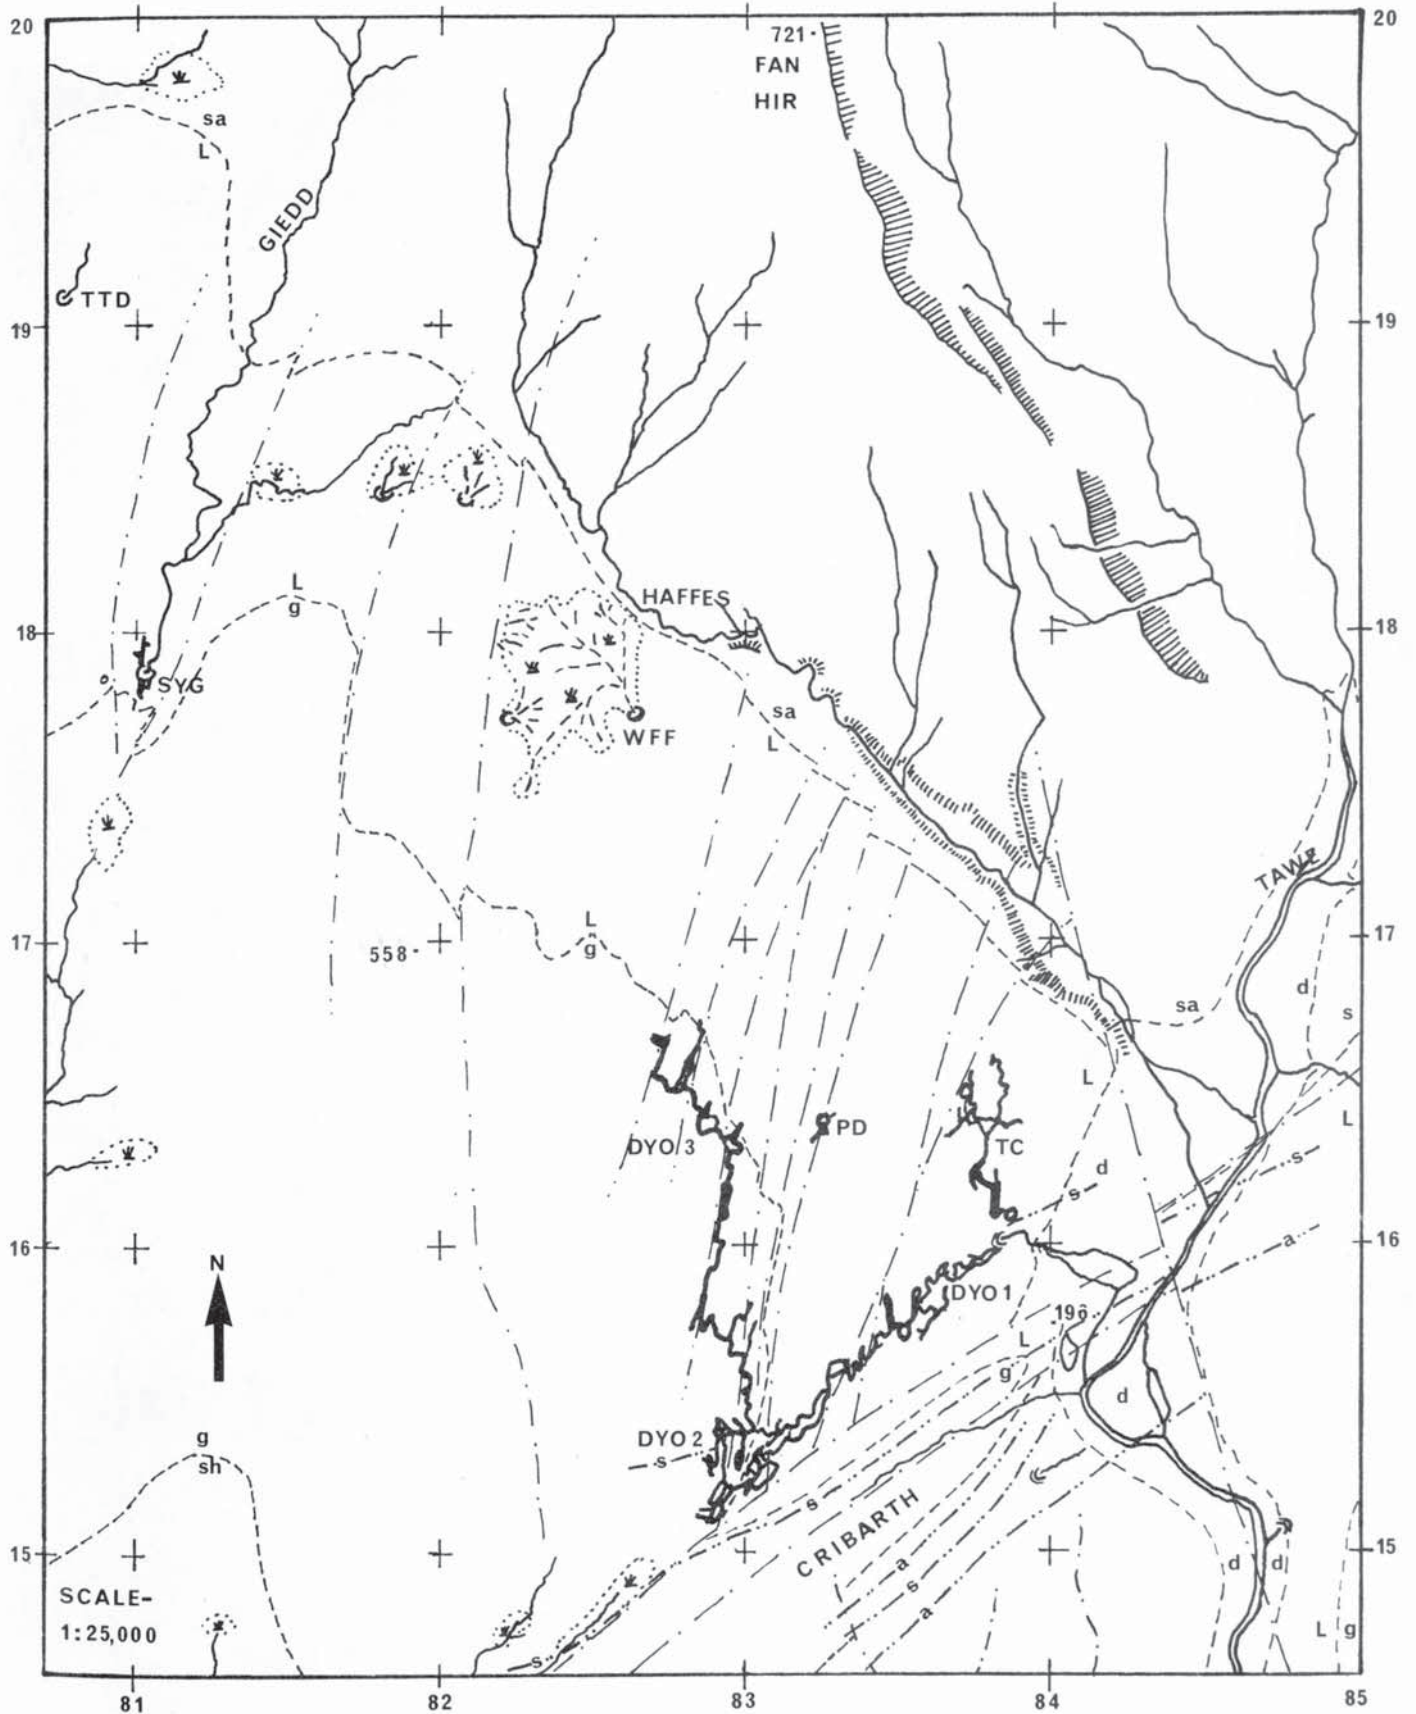 20
20
721
FAN
HIR
sa
L
GIEDD
TTD
19
19
L
g
HAFFES
18
18
SYG
sa
L
WFF
TAWE
L
g
17
558
17
d
sa
s
L
L
PD
DYO 3
TC
d
s
s
16
16
a
N
DYO 1
196
L
g
d
g
sh
DYO 2
s
s
CRIBARTH
15
15
a
d
d
s
SCALE-
1:25,000
a
L
g
s
81
82
83
84
85